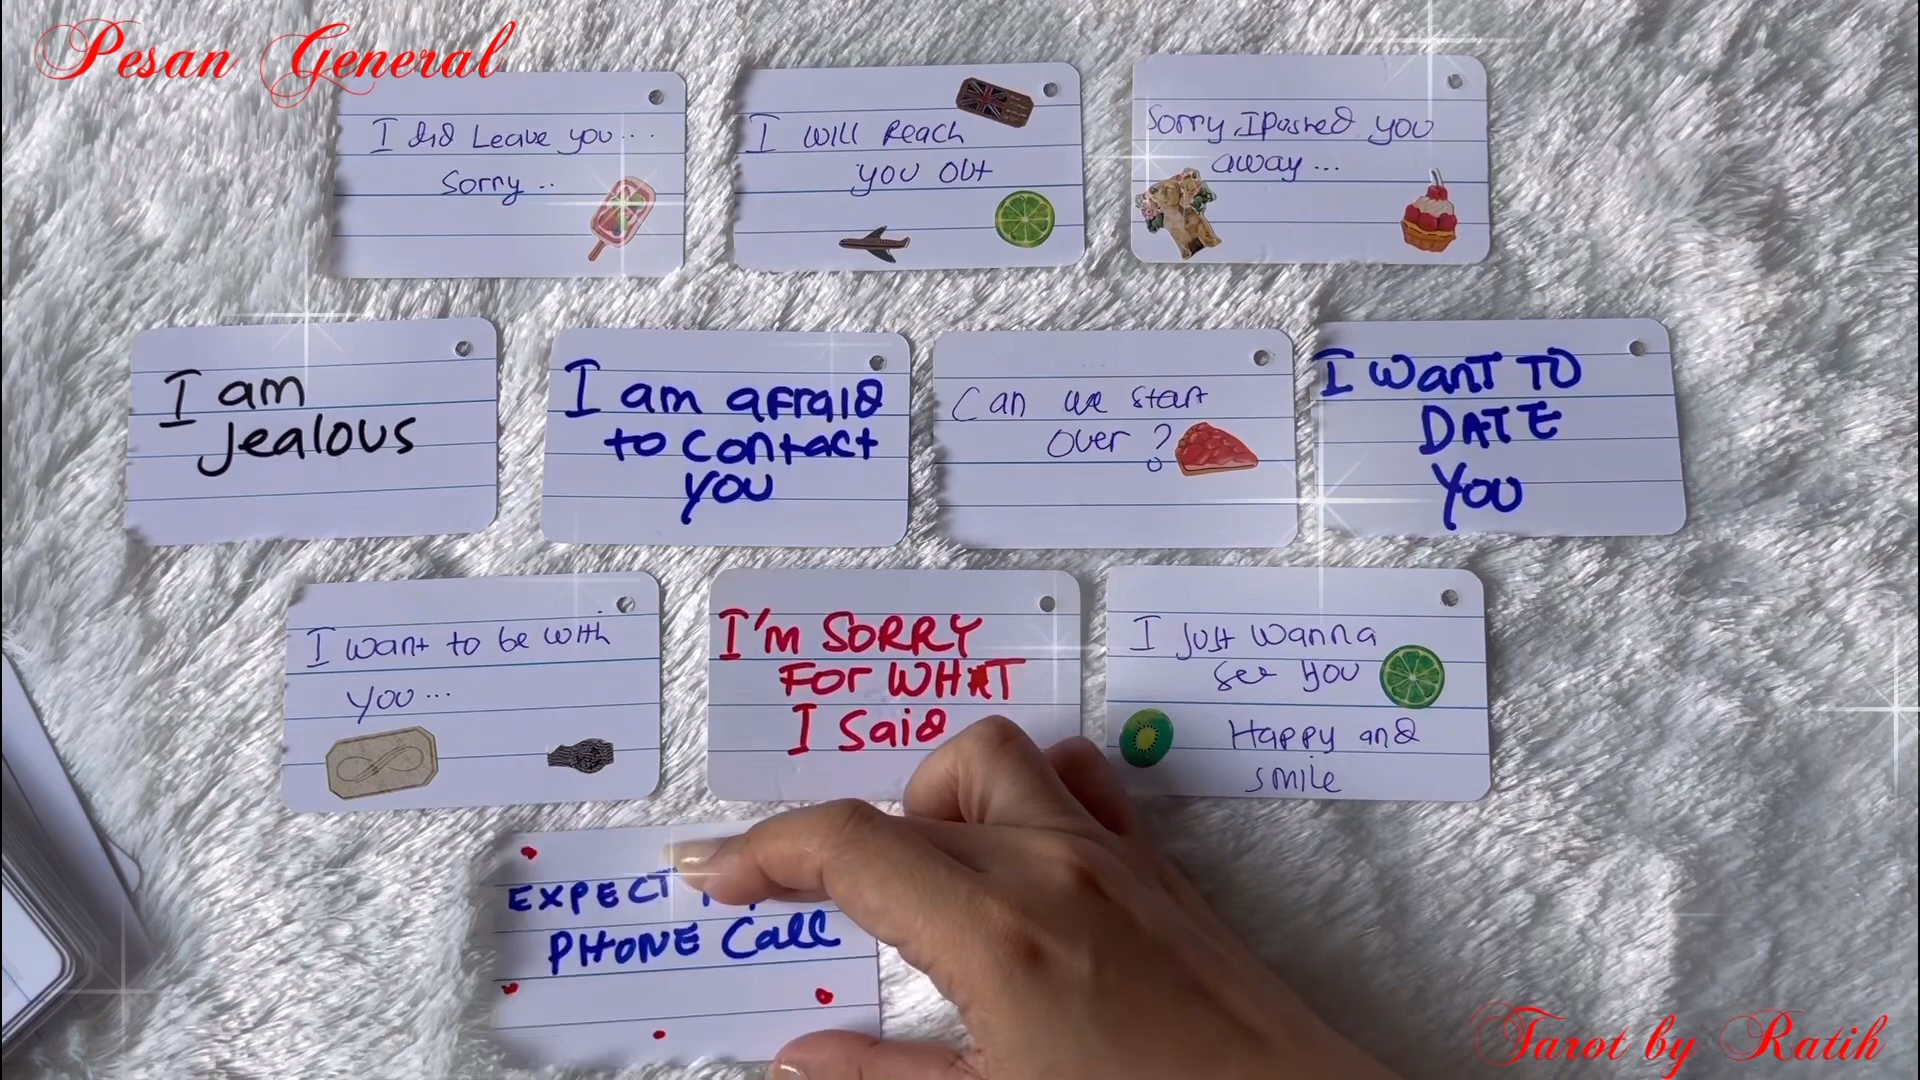 Pesan General
I did Leave you...
Sorry..
I will Reach
you out
Sorry, I pushed you
away...
I am
jealous
I am afraid
to contact
you
Can we start
over?
I want TO
DATE
You
I want to be with
you...
I'm SORRY
For WHAT
I said
I just wanna
see you
Happy and
smile
EXPECT
PHONE Call
Tarot by Ratih